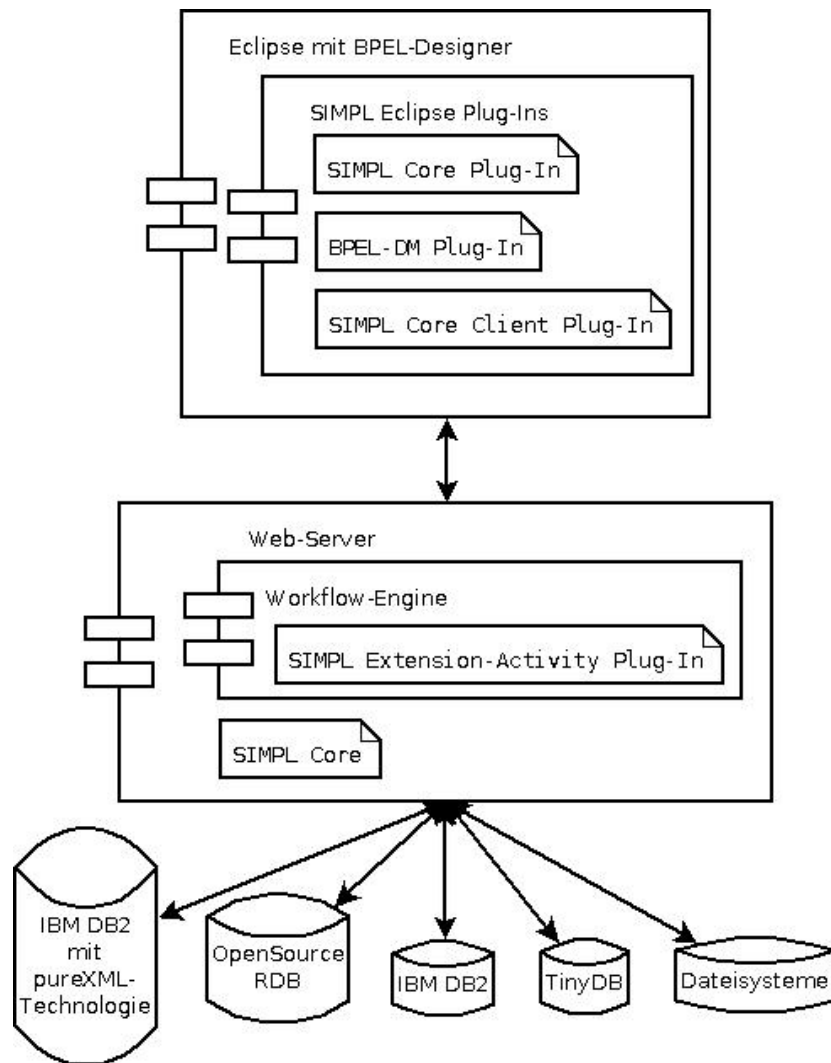 Eclipse mit BPEL-Designer
SIMPL Eclipse Plug-Ins
SIMPL Core Plug-In
BPEL-DM Plug-In
SIMPL Core Client Plug-In
Web-Server
Workflow-Engine
SIMPL Extension-Activity Plug-In
SIMPL Core
IBM DB2
mit
pureXML-
Technologie
OpenSource
RDB
IBM DB2
TinyDB
Dateisysteme